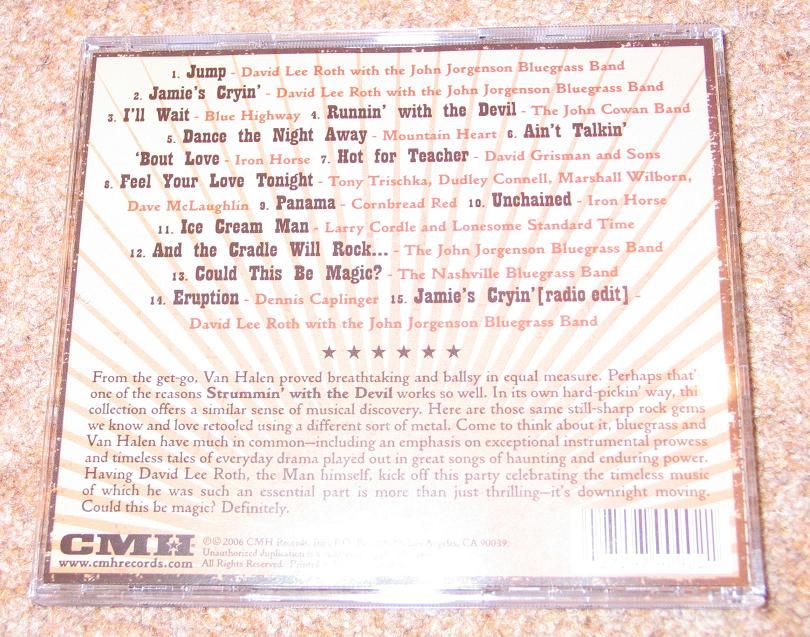 1. Jump - David Lee Roth with the John Jorgenson Bluegrass Band
2. Jamie's Cryin' - David Lee Roth with the John Jorgenson Bluegrass Band
3. I'll Wait - Blue Highway 4. Runnin' with the Devil - The John Cowan Band
5. Dance the Night Away - Mountain Heart 6. Ain't Talkin'
'Bout Love - Iron Horse 7. Hot for Teacher - David Grisman and Sons
8. Feel Your Love Tonight - Tony Trischka, Dudley Connell, Marshall Wilborn,
Dave McLaughlin 9. Panama - Cornbread Red 10. Unchained - Iron Horse
11. Ice Cream Man - Larry Cordle and Lonesome Standard Time
12. And the Cradle Will Rock... - The John Jorgenson Bluegrass Band
13. Could This Be Magic? - The Nashville Bluegrass Band
14. Eruption - Dennis Caplinger 15. Jamie's Cryin' [radio edit] -
David Lee Roth with the John Jorgenson Bluegrass Band
From the get-go, Van Halen proved breathtaking and ballsy in equal measure. Perhaps that'
one of the reasons Strummin' with the Devil works so well. In its own hard-pickin' way, thi
collection offers a similar sense of musical discovery. Here are those same still-sharp rock gems
we know and love retooled using a different sort of metal. Come to think about it, bluegrass and
Van Halen have much in common—including an emphasis on exceptional instrumental prowess
and timeless tales of everyday drama played out in great songs of haunting and enduring power.
Having David Lee Roth, the Man himself, kick off this party celebrating the timeless music
of which he was such an essential part is more than just thrilling—it's downright moving.
Could this be magic? Definitely.
CMH
www.cmhrecords.com
℗© 2006 CMH Records, Inc. P.O. Los Angeles, CA 90039.
Unauthorized duplication is
All Rights Reserved. Printed